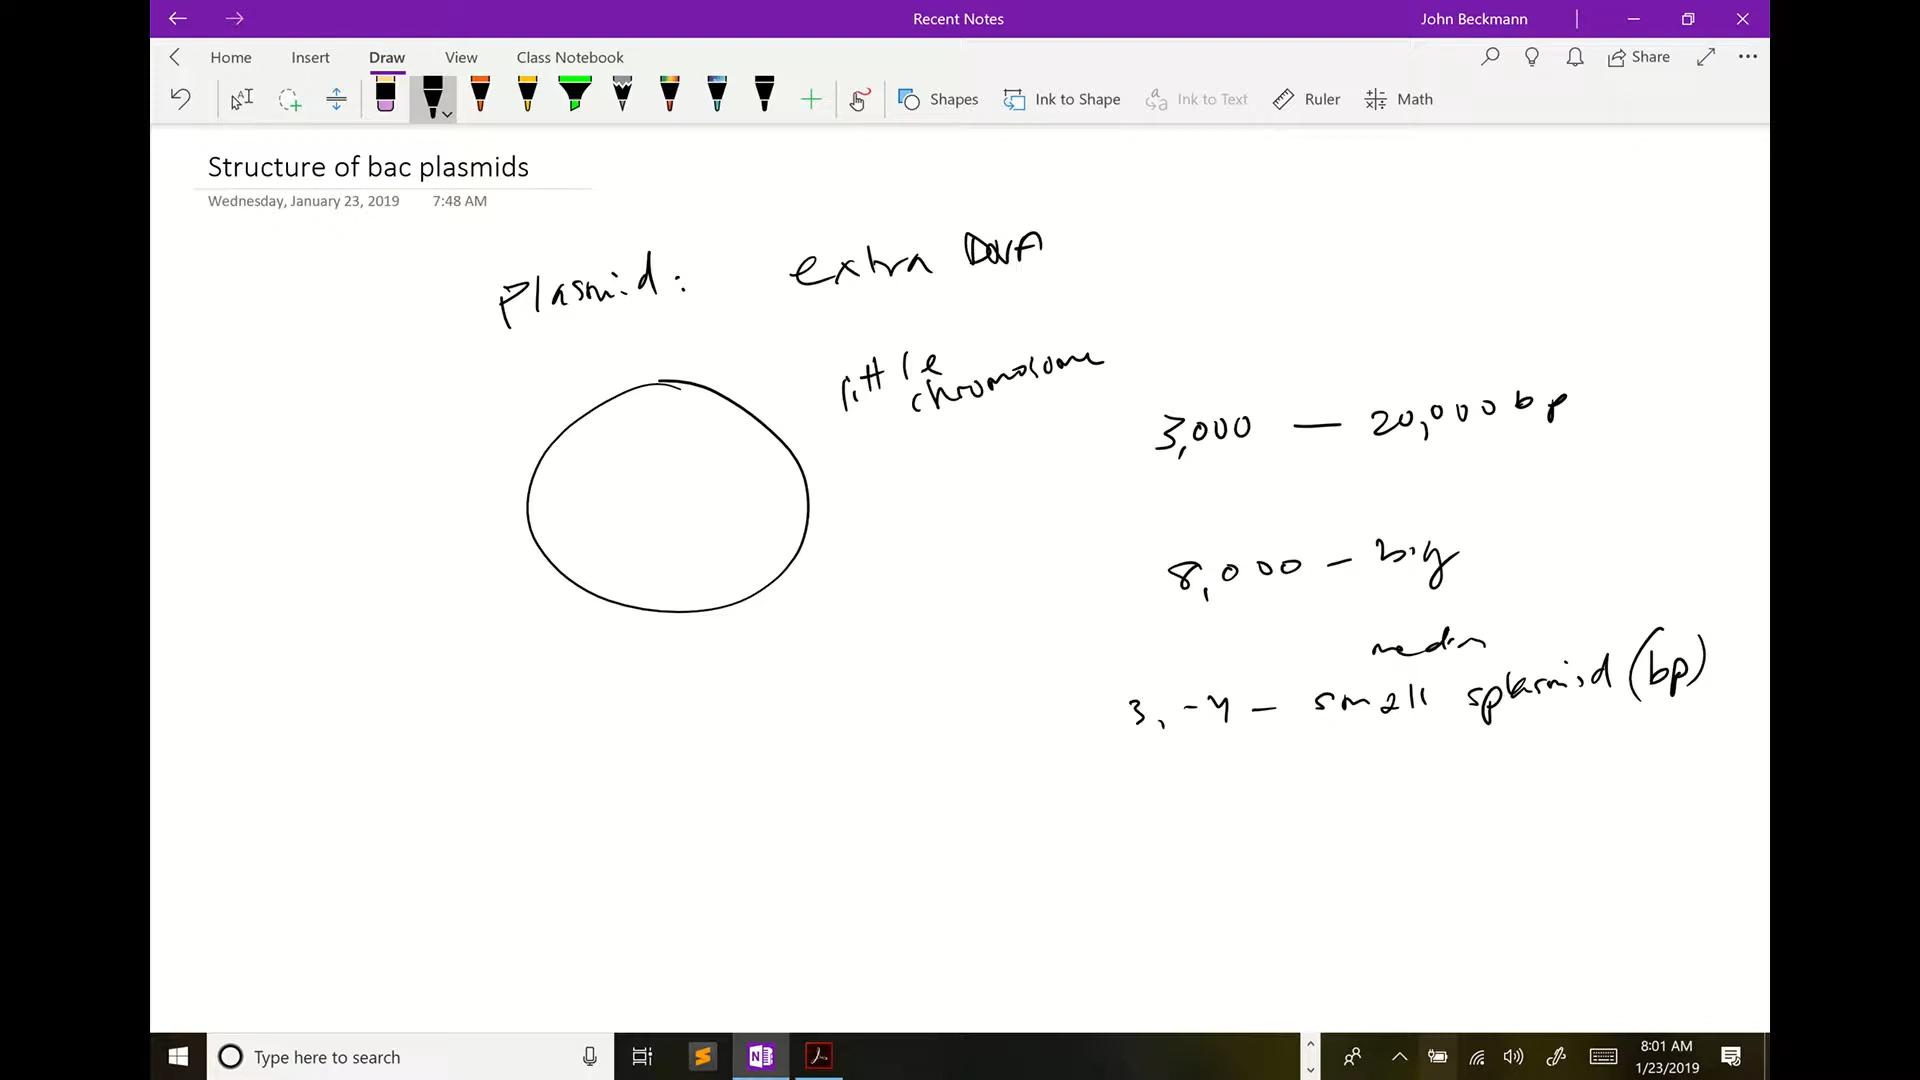 Recent Notes
John Beckmann
Home Insert Draw View Class Notebook
Share
Shapes Ink to Shape Ink to Text Ruler Math
Structure of bac plasmids
Wednesday, January 23, 2019 7:48 AM
Plasmid: extra DNA
little
chromosome
3,000 — 20,000 bp
8,000 - big
3, -4 - small splasmid (bp)
Type here to search
8:01 AM
1/23/2019